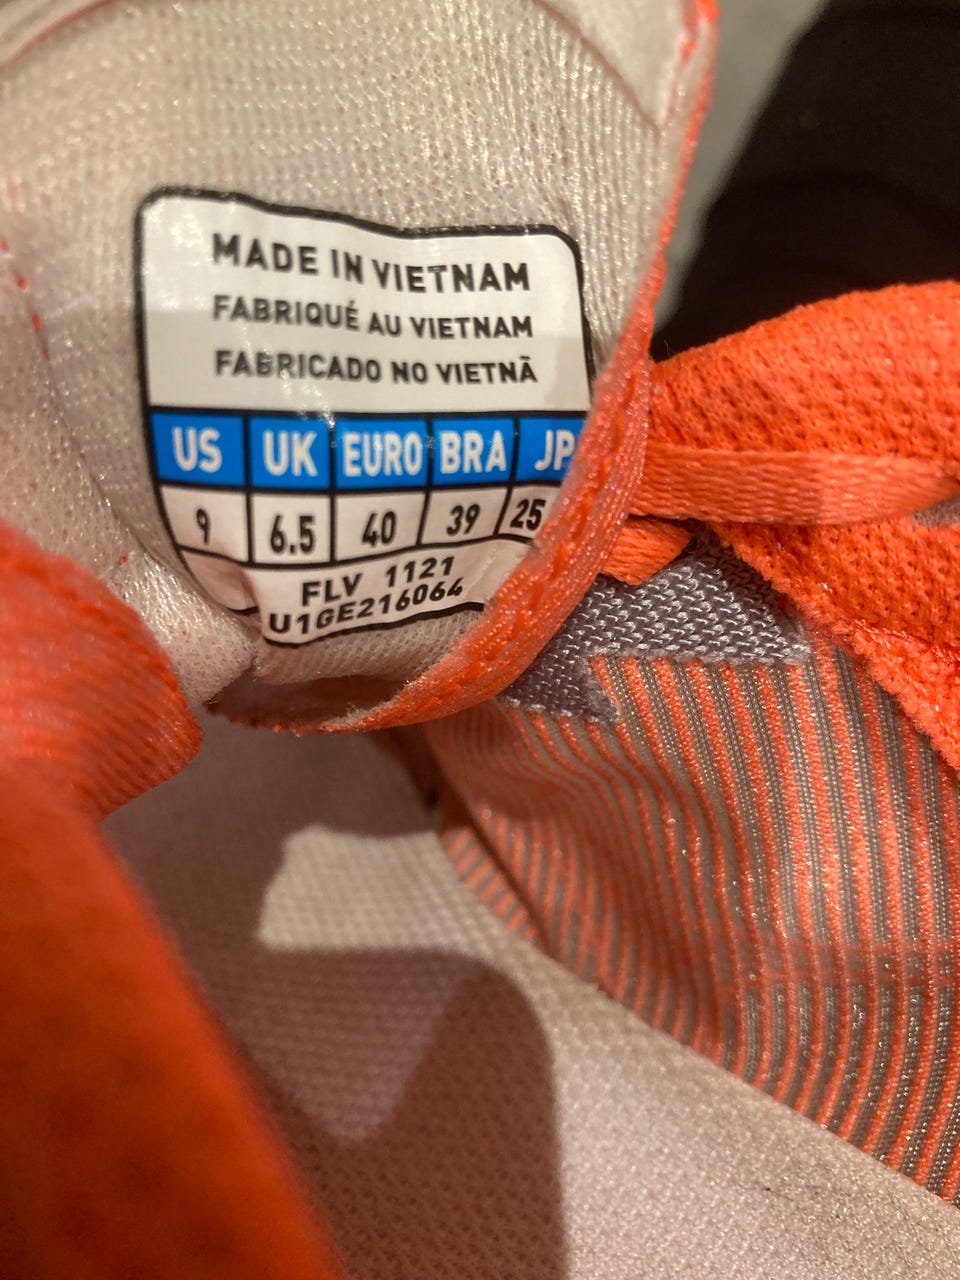 MADE IN VIETNAM
FABRIQUÉ AU VIETNAM
FABRICADO NO VIETNÃ
US UK EURO BRA JP
9 6.5 40 39 25
FLV 1121
U1GE216064